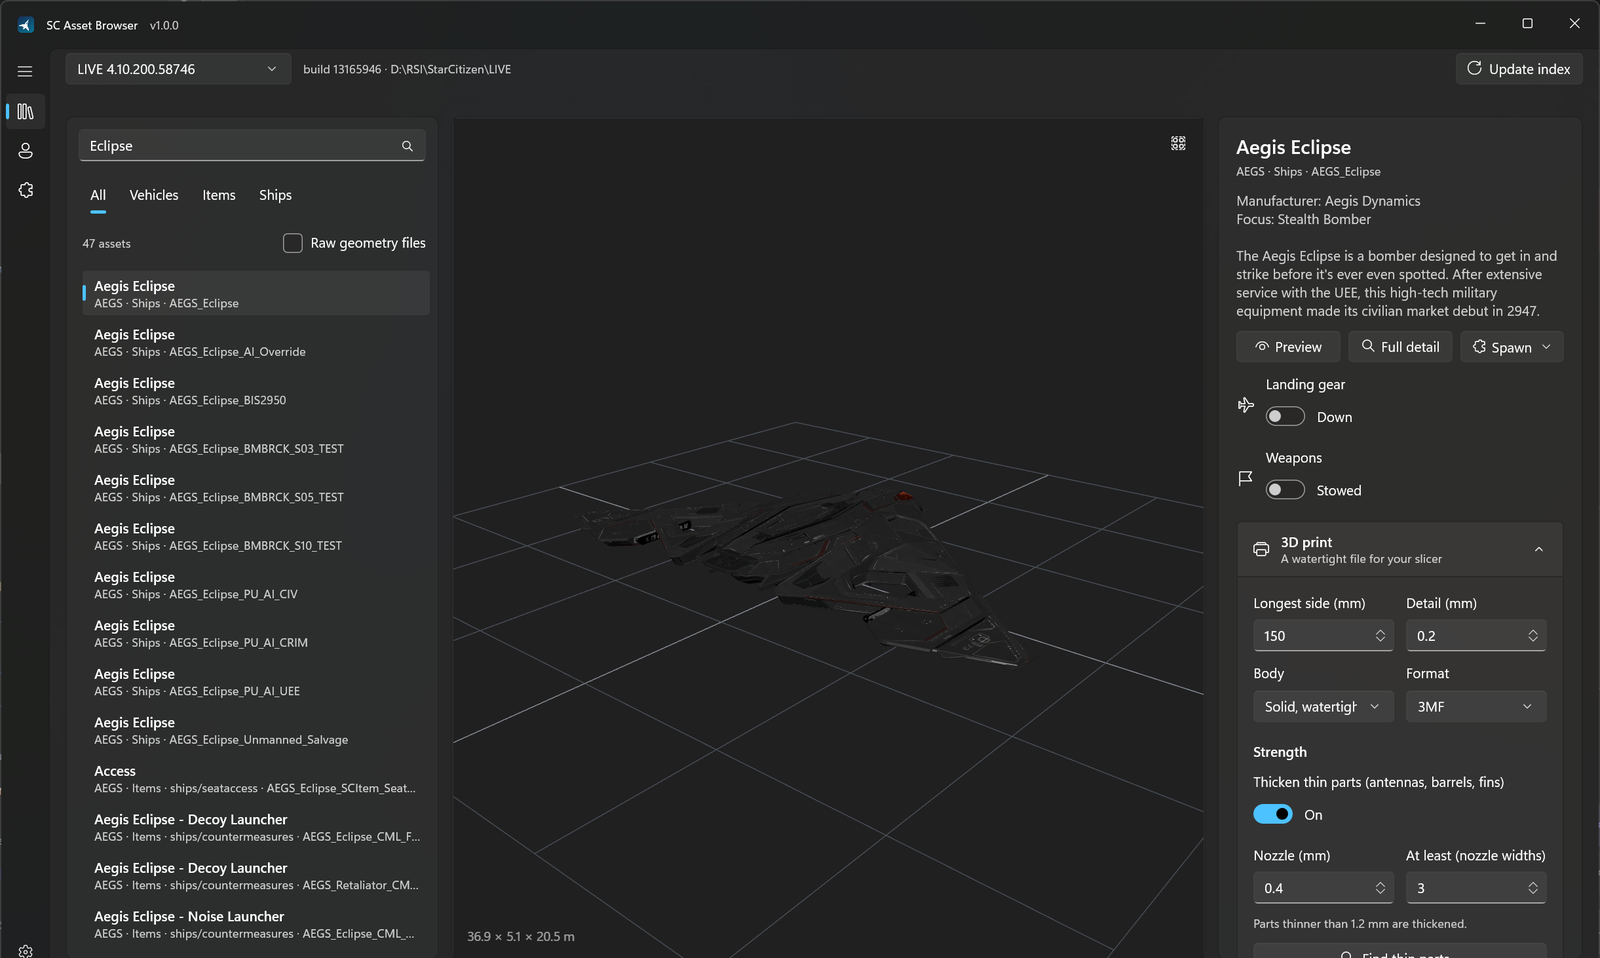 SC Asset Browser v1.0.0
LIVE 4.10.200.58746
build 13165946 · D:\RSI\StarCitizen\LIVE
Update index
Eclipse
All Vehicles Items Ships
47 assets
Raw geometry files
Aegis Eclipse
AEGS · Ships · AEGS_Eclipse
Aegis Eclipse
AEGS · Ships · AEGS_Eclipse_AI_Override
Aegis Eclipse
AEGS · Ships · AEGS_Eclipse_BIS2950
Aegis Eclipse
AEGS · Ships · AEGS_Eclipse_BMBRCK_S03_TEST
Aegis Eclipse
AEGS · Ships · AEGS_Eclipse_BMBRCK_S05_TEST
Aegis Eclipse
AEGS · Ships · AEGS_Eclipse_BMBRCK_S10_TEST
Aegis Eclipse
AEGS · Ships · AEGS_Eclipse_PU_AI_CIV
Aegis Eclipse
AEGS · Ships · AEGS_Eclipse_PU_AI_CRIM
Aegis Eclipse
AEGS · Ships · AEGS_Eclipse_PU_AI_UEE
Aegis Eclipse
AEGS · Ships · AEGS_Eclipse_Unmanned_Salvage
Access
AEGS · Items · ships/seataccess · AEGS_Eclipse_SCItem_Seat...
Aegis Eclipse - Decoy Launcher
AEGS · Items · ships/countermeasures · AEGS_Eclipse_CML_F...
Aegis Eclipse - Decoy Launcher
AEGS · Items · ships/countermeasures · AEGS_Retaliator_CM...
Aegis Eclipse - Noise Launcher
AEGS · Items · ships/countermeasures · AEGS_Eclipse_CML_...
36.9 × 5.1 × 20.5 m
Aegis Eclipse
AEGS · Ships · AEGS_Eclipse
Manufacturer: Aegis Dynamics
Focus: Stealth Bomber
The Aegis Eclipse is a bomber designed to get in and
strike before it's ever even spotted. After extensive
service with the UEE, this high-tech military
equipment made its civilian market debut in 2947.
Preview Full detail Spawn
Landing gear
Down
Weapons
Stowed
3D print
A watertight file for your slicer
Longest side (mm) Detail (mm)
150 0.2
Body Format
Solid, watertigh 3MF
Strength
Thicken thin parts (antennas, barrels, fins)
On
Nozzle (mm) At least (nozzle widths)
0.4 3
Parts thinner than 1.2 mm are thickened.
Find thin parts